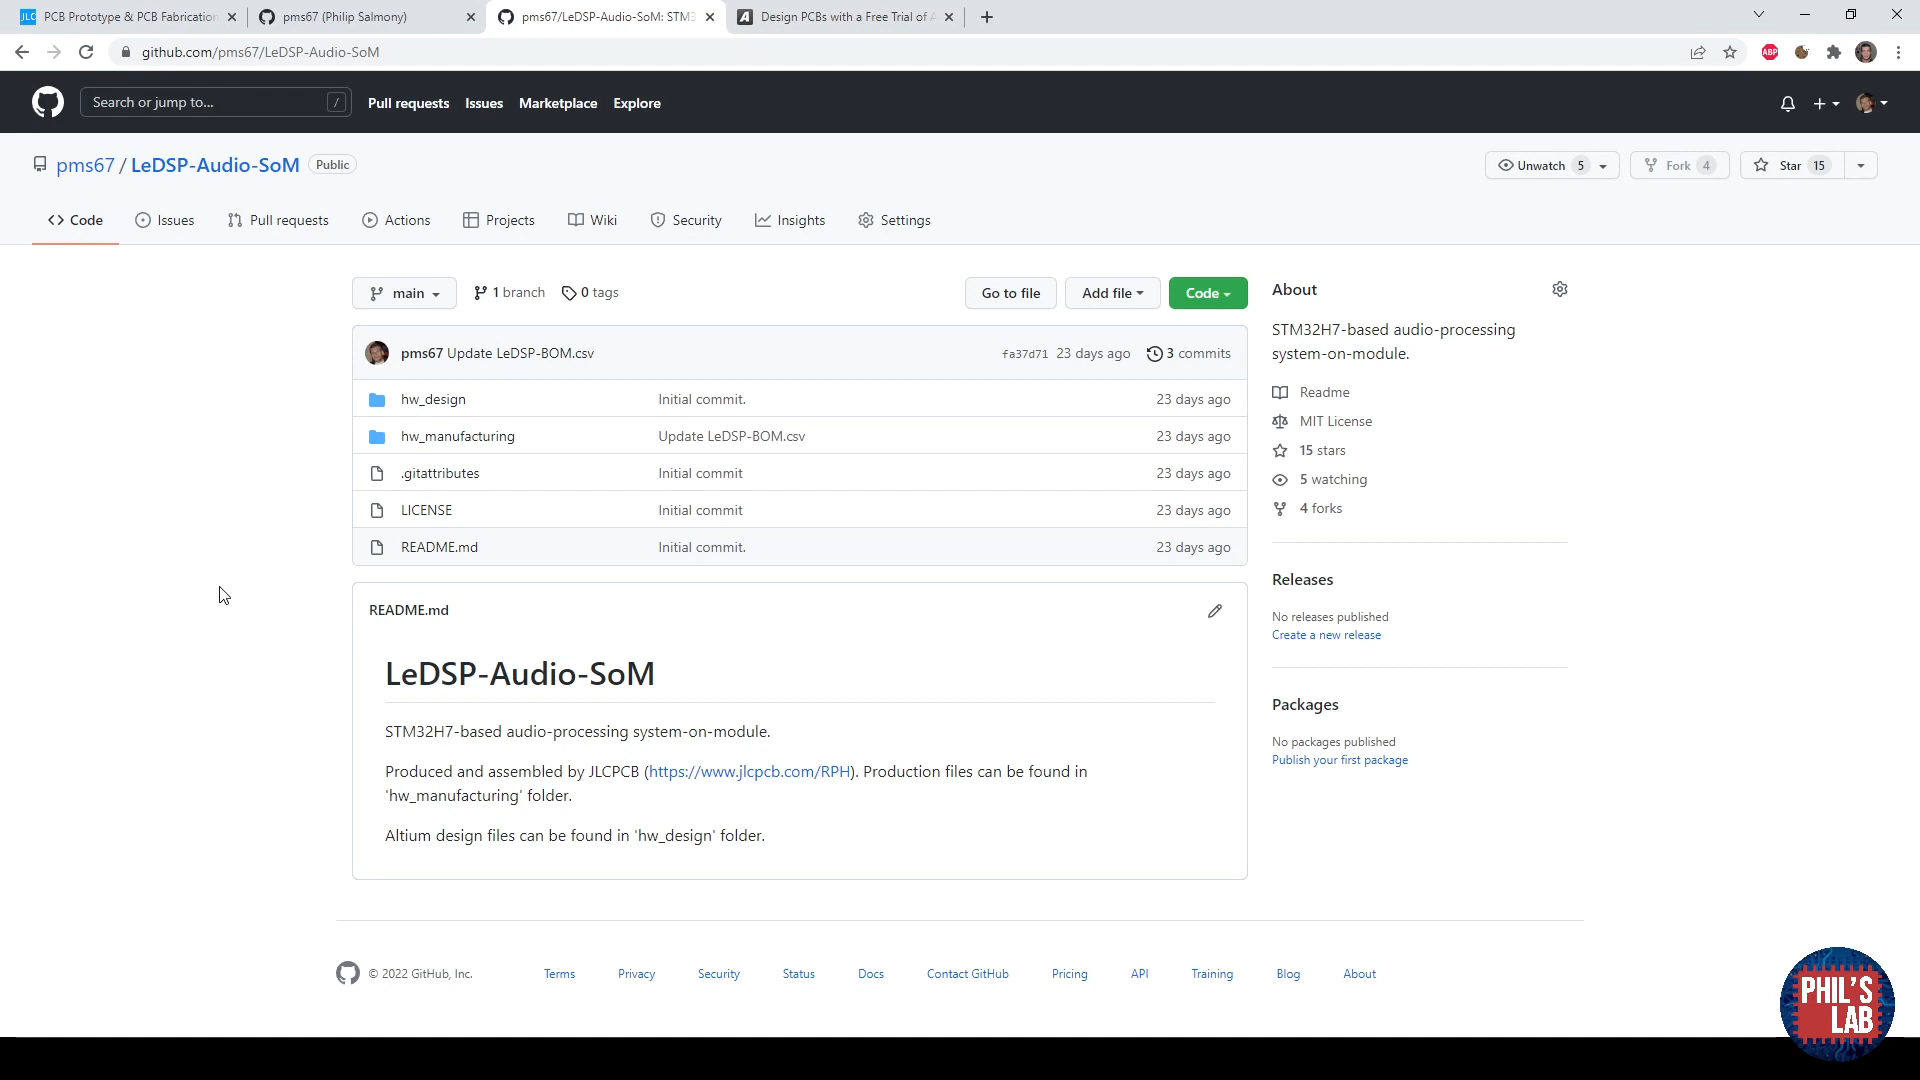 JLC PCB Prototype & PCB Fabrication
pms67 (Philip Salmony)
pms67/LeDSP-Audio-SoM: STM3
Design PCBs with a Free Trial of A
github.com/pms67/LeDSP-Audio-SoM
ABP
Search or jump to...
/
Pull requests
Issues
Marketplace
Explore
pms67 / LeDSP-Audio-SoM
Public
Unwatch 5
Fork 4
Star 15
Code
Issues
Pull requests
Actions
Projects
Wiki
Security
Insights
Settings
main
1 branch
0 tags
Go to file
Add file
Code
pms67 Update LeDSP-BOM.csv
fa37d71 23 days ago
3 commits
hw_design Initial commit. 23 days ago
hw_manufacturing Update LeDSP-BOM.csv 23 days ago
.gitattributes Initial commit 23 days ago
LICENSE Initial commit 23 days ago
README.md Initial commit. 23 days ago
README.md
LeDSP-Audio-SoM
STM32H7-based audio-processing system-on-module.
Produced and assembled by JLCPCB (https://www.jlcpcb.com/RPH). Production files can be found in
'hw_manufacturing' folder.
Altium design files can be found in 'hw_design' folder.
About
STM32H7-based audio-processing
system-on-module.
Readme
MIT License
15 stars
5 watching
4 forks
Releases
No releases published
Create a new release
Packages
No packages published
Publish your first package
© 2022 GitHub, Inc.
Terms
Privacy
Security
Status
Docs
Contact GitHub
Pricing
API
Training
Blog
About
PHIL'S
LAB